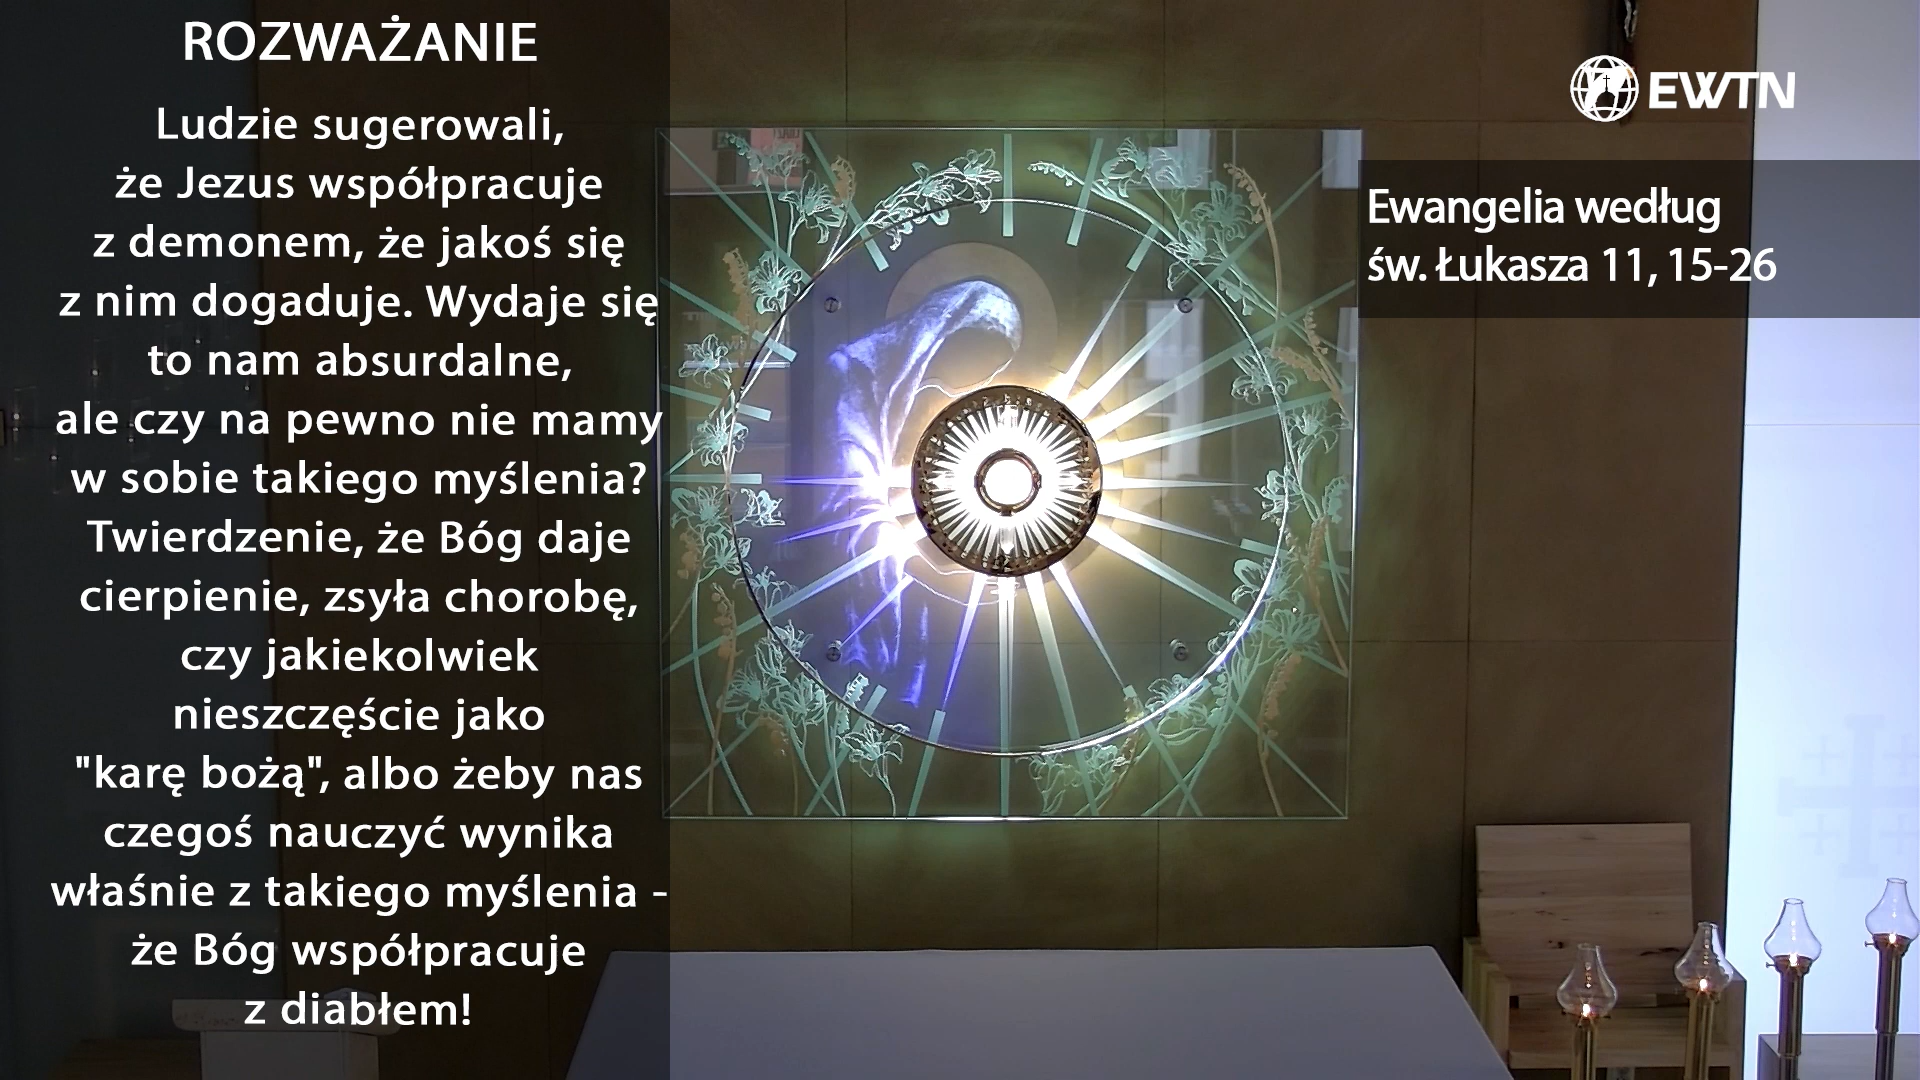 ROZWAŻANIE
Ludzie sugerowali,
że Jezus współpracuje
z demonem, że jakoś się
z nim dogaduje. Wydaje się
to nam absurdalne,
ale czy na pewno nie mamy
w sobie takiego myślenia?
Twierdzenie, że Bóg daje
cierpienie, zsyła chorobę,
czy jakiekolwiek
nieszczęście jako
"karę bożą", albo żeby nas
czegoś nauczyć wynika
właśnie z takiego myślenia -
że Bóg współpracuje
z diabłem!
EWTN
Ewangelia według
św. Łukasza 11, 15-26